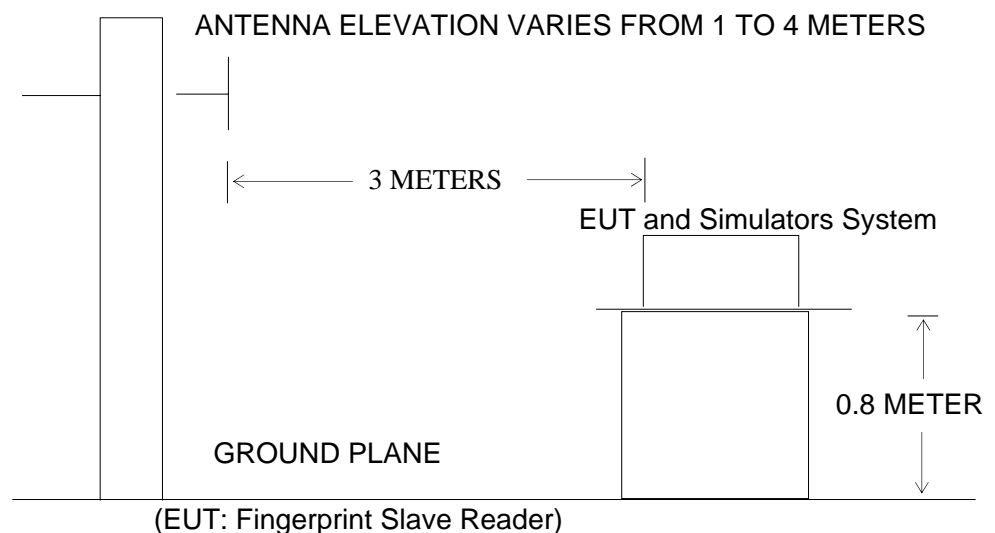 ANTENNA ELEVATION VARIES FROM 1 TO 4 METERS
3 METERS
EUT and Simulators System
0.8 METER
GROUND PLANE
(EUT: Fingerprint Slave Reader)